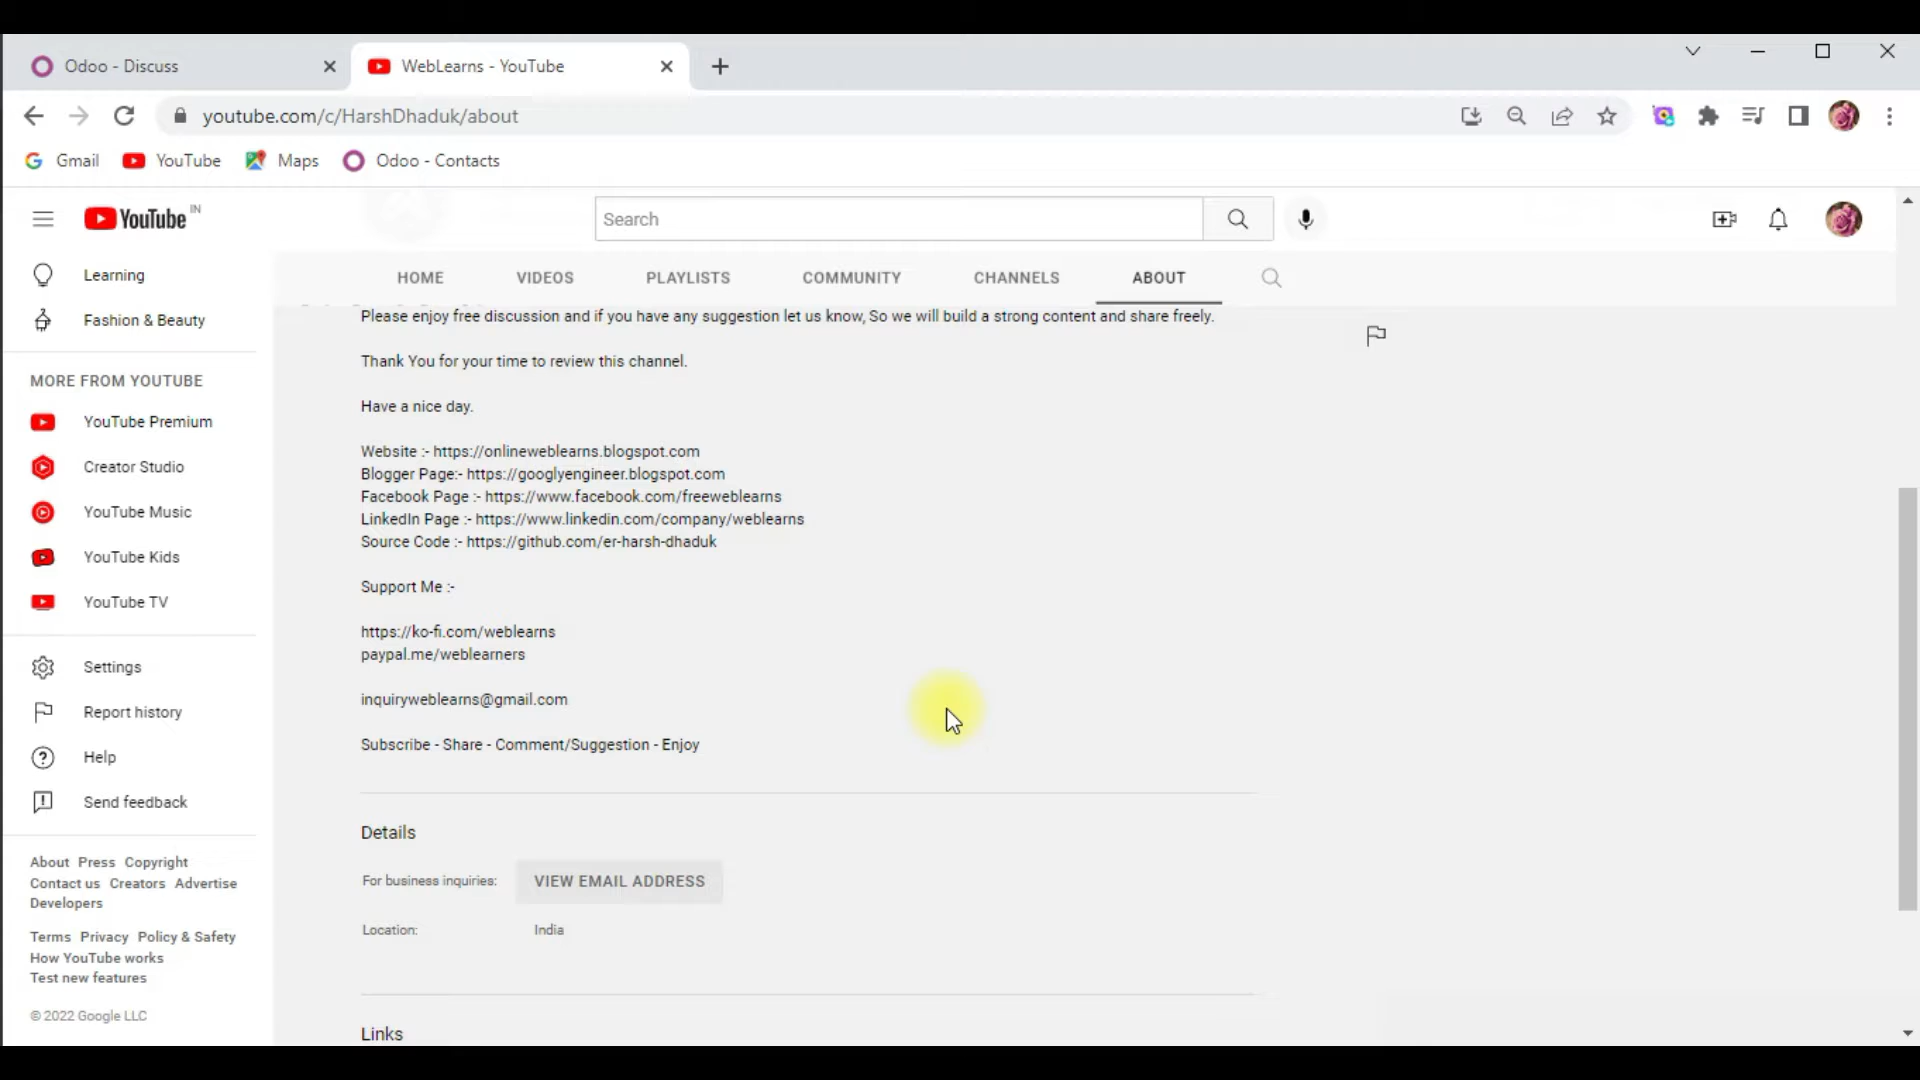 Odoo - Discuss
WebLearns - YouTube
youtube.com/c/HarshDhaduk/about
Gmail
YouTube
Maps
Odoo - Contacts
YouTube IN
Search
Learning
Fashion & Beauty
MORE FROM YOUTUBE
YouTube Premium
Creator Studio
YouTube Music
YouTube Kids
YouTube TV
Settings
Report history
Help
Send feedback
About Press Copyright
Contact us Creators Advertise
Developers
Terms Privacy Policy & Safety
How YouTube works
Test new features
© 2022 Google LLC
HOME
VIDEOS
PLAYLISTS
COMMUNITY
CHANNELS
ABOUT
Please enjoy free discussion and if you have any suggestion let us know, So we will build a strong content and share freely.
Thank You for your time to review this channel.
Have a nice day.
Website :- https://onlineweblearns.blogspot.com
Blogger Page:- https://googlyengineer.blogspot.com
Facebook Page :- https://www.facebook.com/freeweblearns
LinkedIn Page :- https://www.linkedin.com/company/weblearns
Source Code :- https://github.com/er-harsh-dhaduk
Support Me :-
https://ko-fi.com/weblearns
paypal.me/weblearners
inquiryweblearns@gmail.com
Subscribe - Share - Comment/Suggestion - Enjoy
Details
For business inquiries:
VIEW EMAIL ADDRESS
Location:
India
Links